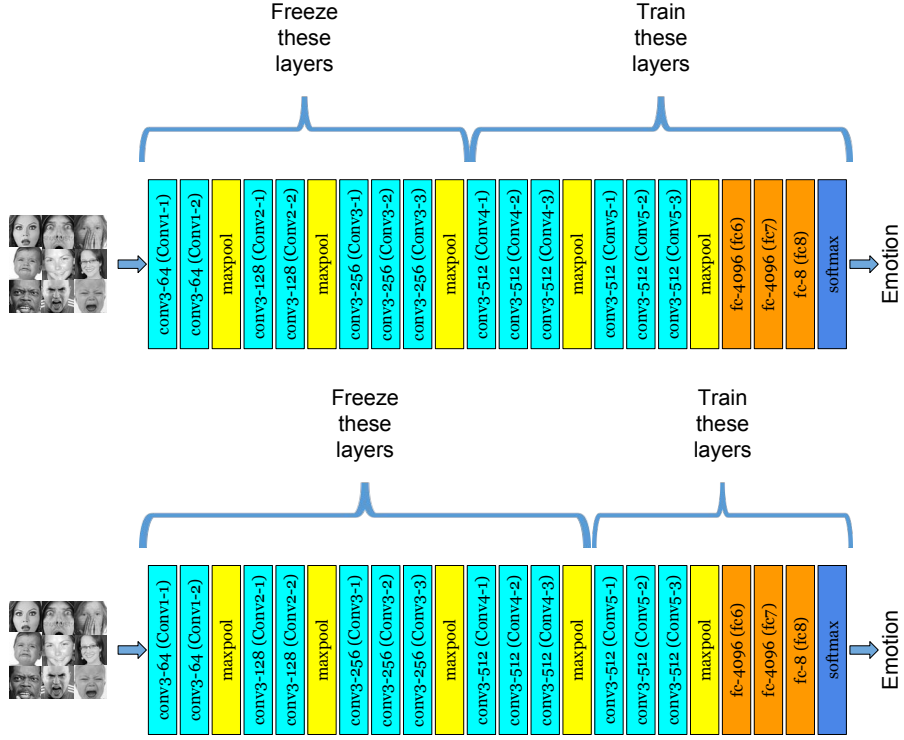 Freeze
these
layers
Train
these
layers
conv3-64 (Conv1-1)
conv3-64 (Conv1-2)
maxpool
conv3-128 (Conv2-1)
conv3-128 (Conv2-2)
maxpool
conv3-256 (Conv3-1)
conv3-256 (Conv3-2)
conv3-256 (Conv3-3)
maxpool
conv3-512 (Conv4-1)
conv3-512 (Conv4-2)
conv3-512 (Conv4-3)
maxpool
conv3-512 (Conv5-1)
conv3-512 (Conv5-2)
conv3-512 (Conv5-3)
maxpool
fc-4096 (fc6)
fc-4096 (fc7)
fc-8 (fc8)
softmax
Emotion
Freeze
these
layers
Train
these
layers
conv3-64 (Conv1-1)
conv3-64 (Conv1-2)
maxpool
conv3-128 (Conv2-1)
conv3-128 (Conv2-2)
maxpool
conv3-256 (Conv3-1)
conv3-256 (Conv3-2)
conv3-256 (Conv3-3)
maxpool
conv3-512 (Conv4-1)
conv3-512 (Conv4-2)
conv3-512 (Conv4-3)
maxpool
conv3-512 (Conv5-1)
conv3-512 (Conv5-2)
conv3-512 (Conv5-3)
maxpool
fc-4096 (fc6)
fc-4096 (fc7)
fc-8 (fc8)
softmax
Emotion